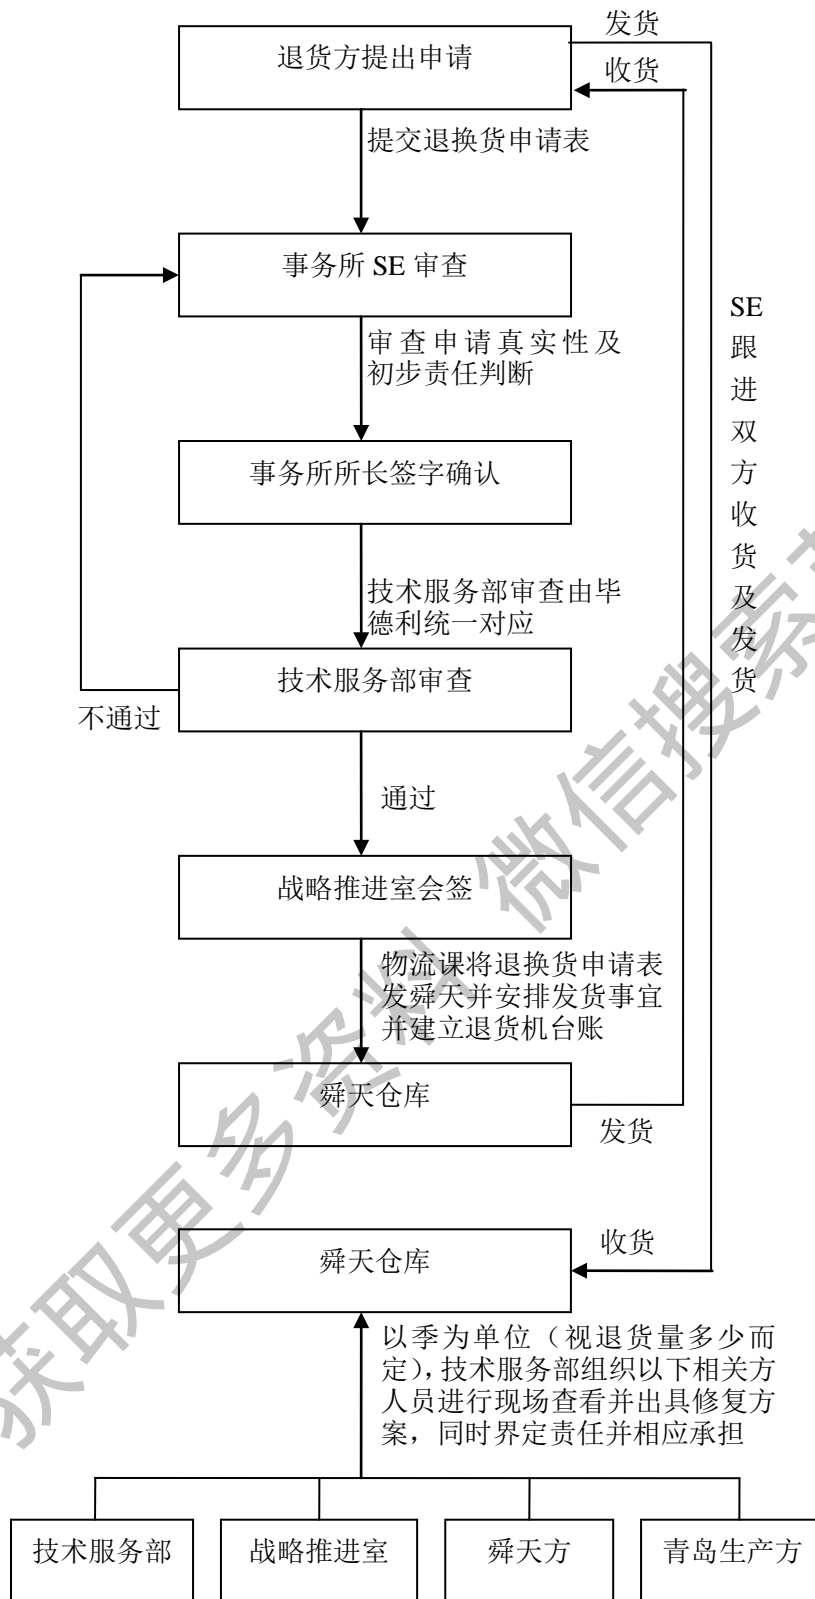 发货
退货方提出申请
收货
提交退换货申请表
事务所 SE 审查
审查申请真实性及
初步责任判断
SE
跟
进
双
方
收
货
及
发
货
事务所所长签字确认
技术服务部审查由毕
德利统一对应
技术服务部审查
不通过
通过
战略推进室会签
物流课将退换货申请表
发舜天并安排发货事宜
并建立退货机台账
舜天仓库
发货
舜天仓库
收货
以季为单位（视退货量多少而
定），技术服务部组织以下相关方
人员进行现场查看并出具修复方
案，同时界定责任并相应承担
技术服务部
战略推进室
舜天方
青岛生产方
获取更多资料 微信搜索